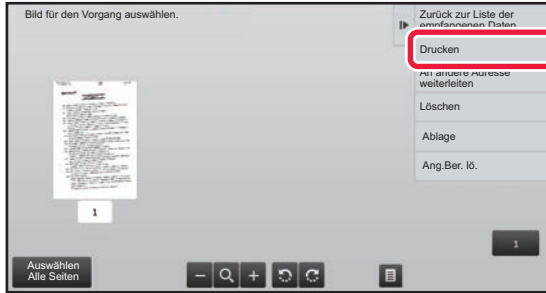 Bild für den Vorgang auswählen.
Zurück zur Liste der
empfangenen Daten
Drucken
An andere Adresse
weiterleiten
Löschen
Ablage
Ang.Ber. lö.
1
1
Auswählen
Alle Seiten